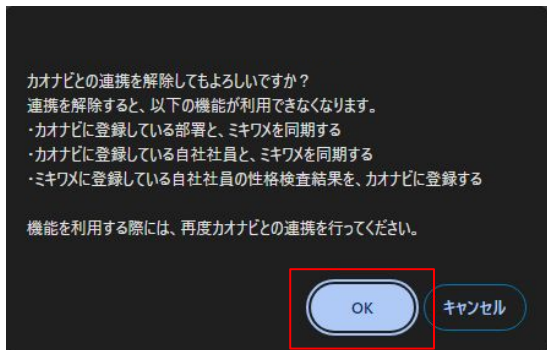 カオナビとの連携を解除してもよろしいですか？
連携を解除すると、以下の機能が利用できなくなります。
・カオナビに登録している部署と、ミキワメを同期する
・カオナビに登録している自社社員と、ミキワメを同期する
・ミキワメに登録している自社社員の性格検査結果を、カオナビに登録する
機能を利用する際には、再度カオナビとの連携を行ってください。
OK キャンセル